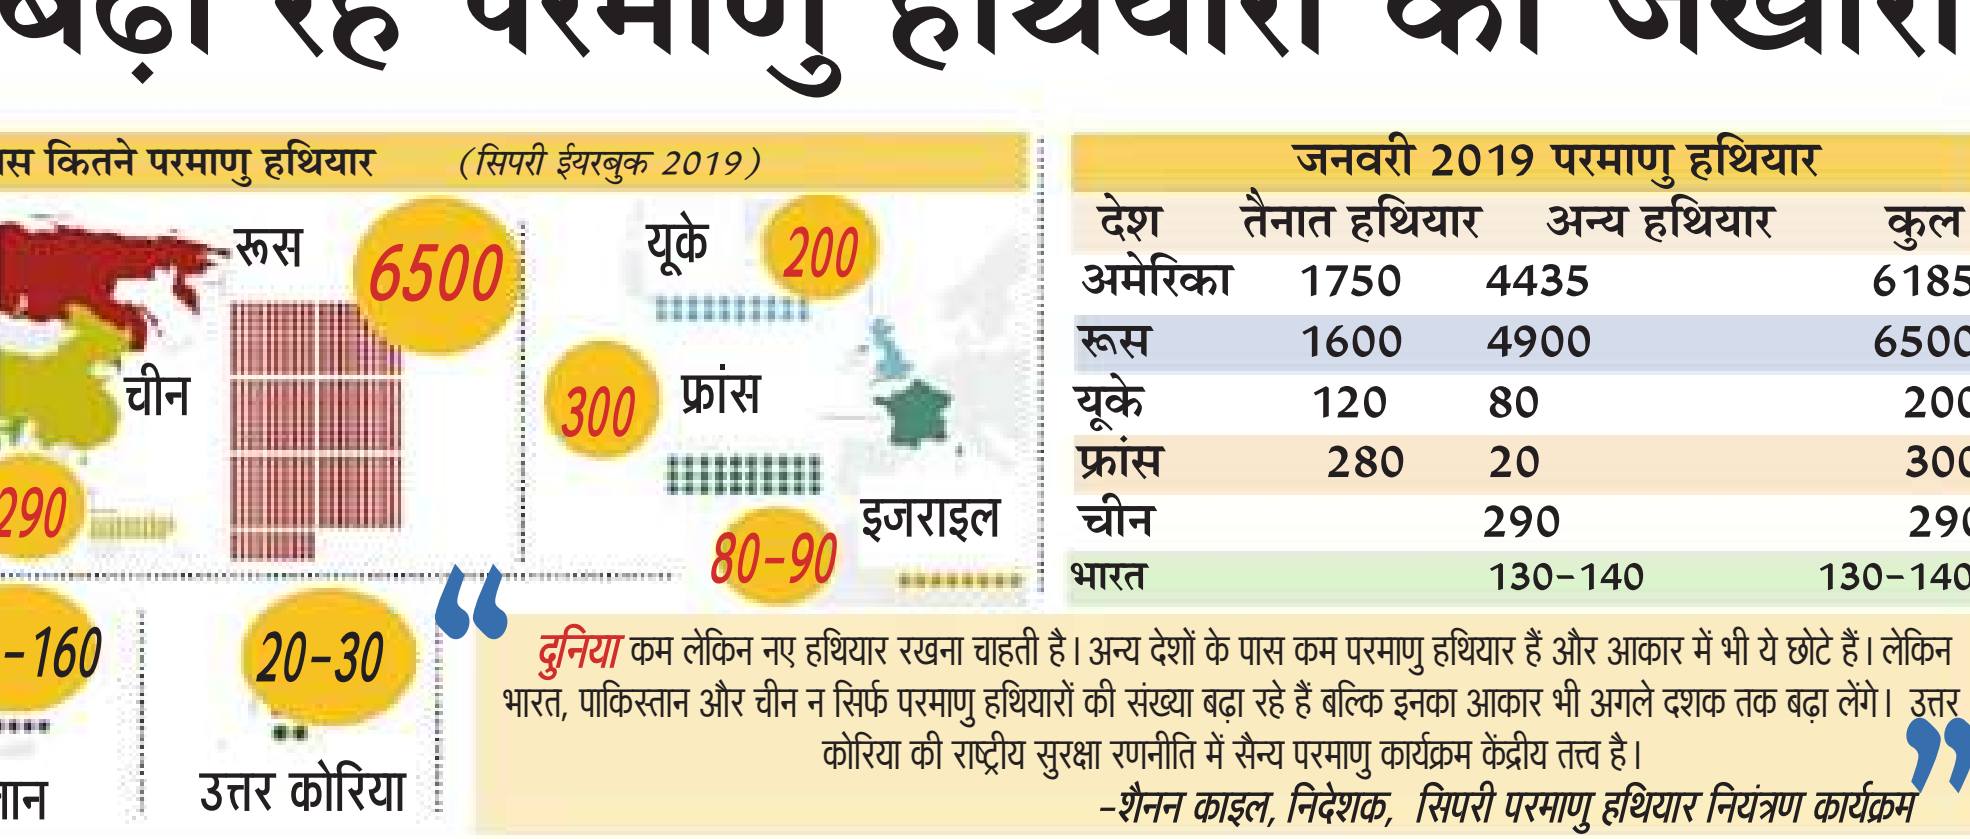 बढ़ा रहे परमाणु हथियारों का जखीरा
कितने परमाणु हथियार (सिपरी ईयरबुक 2019)
रूस 6500
चीन
290
यूके 200
300 फ्रांस
इजराइल
80-90
-160
20-30
उत्तर कोरिया
जनवरी 2019 परमाणु हथियार
देश तैनात हथियार अन्य हथियार कुल
अमेरिका 1750 4435 6185
रूस 1600 4900 6500
यूके 120 80 200
फ्रांस 280 20 300
चीन 290 290
भारत 130-140 130-140
“दुनिया कम लेकिन नए हथियार रखना चाहती है। अन्य देशों के पास कम परमाणु हथियार हैं और आकार में भी ये छोटे हैं। लेकिन
भारत, पाकिस्तान और चीन न सिर्फ परमाणु हथियारों की संख्या बढ़ा रहे हैं बल्कि इनका आकार भी अगले दशक तक बढ़ा लेंगे। उत्तर
कोरिया की राष्ट्रीय सुरक्षा रणनीति में सैन्य परमाणु कार्यक्रम केंद्रीय तत्त्व है।”
-शैनन काइल, निदेशक, सिपरी परमाणु हथियार नियंत्रण कार्यक्रम